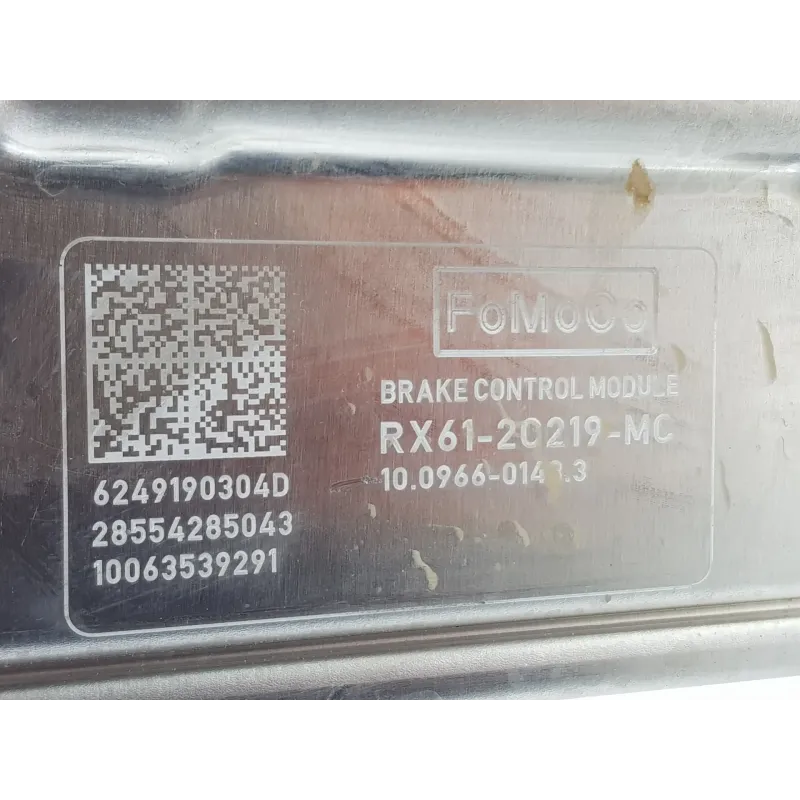 FoMoCo
BRAKE CONTROL MODULE
RX61-2C219-MC
6249190304D
28554285043
10063539291